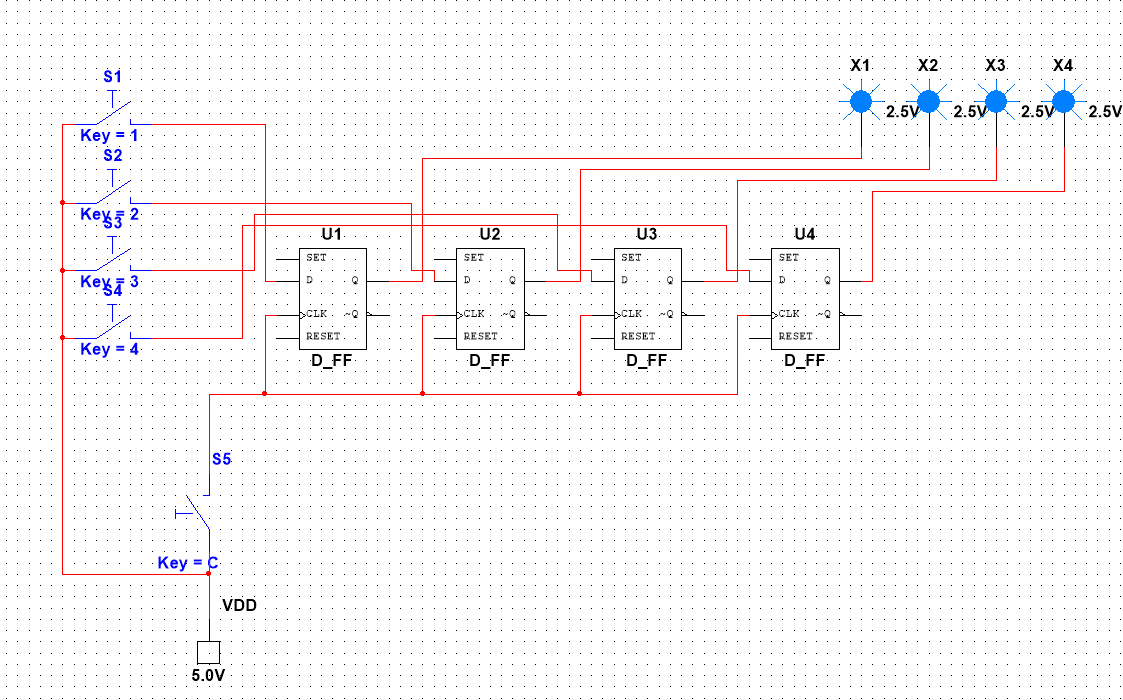 X1 X2 X3 X4
2.5V 2.5V 2.5V 2.5V
S1
Key = 1
S2
Key = 2
S3
Key = 3
S4
Key = 4
U1 U2 U3 U4
SET SET SET SET
D Q D Q D Q D Q
CLK ~Q CLK ~Q CLK ~Q CLK ~Q
RESET RESET RESET RESET
D_FF D_FF D_FF D_FF
S5
Key = C
VDD
5.0V